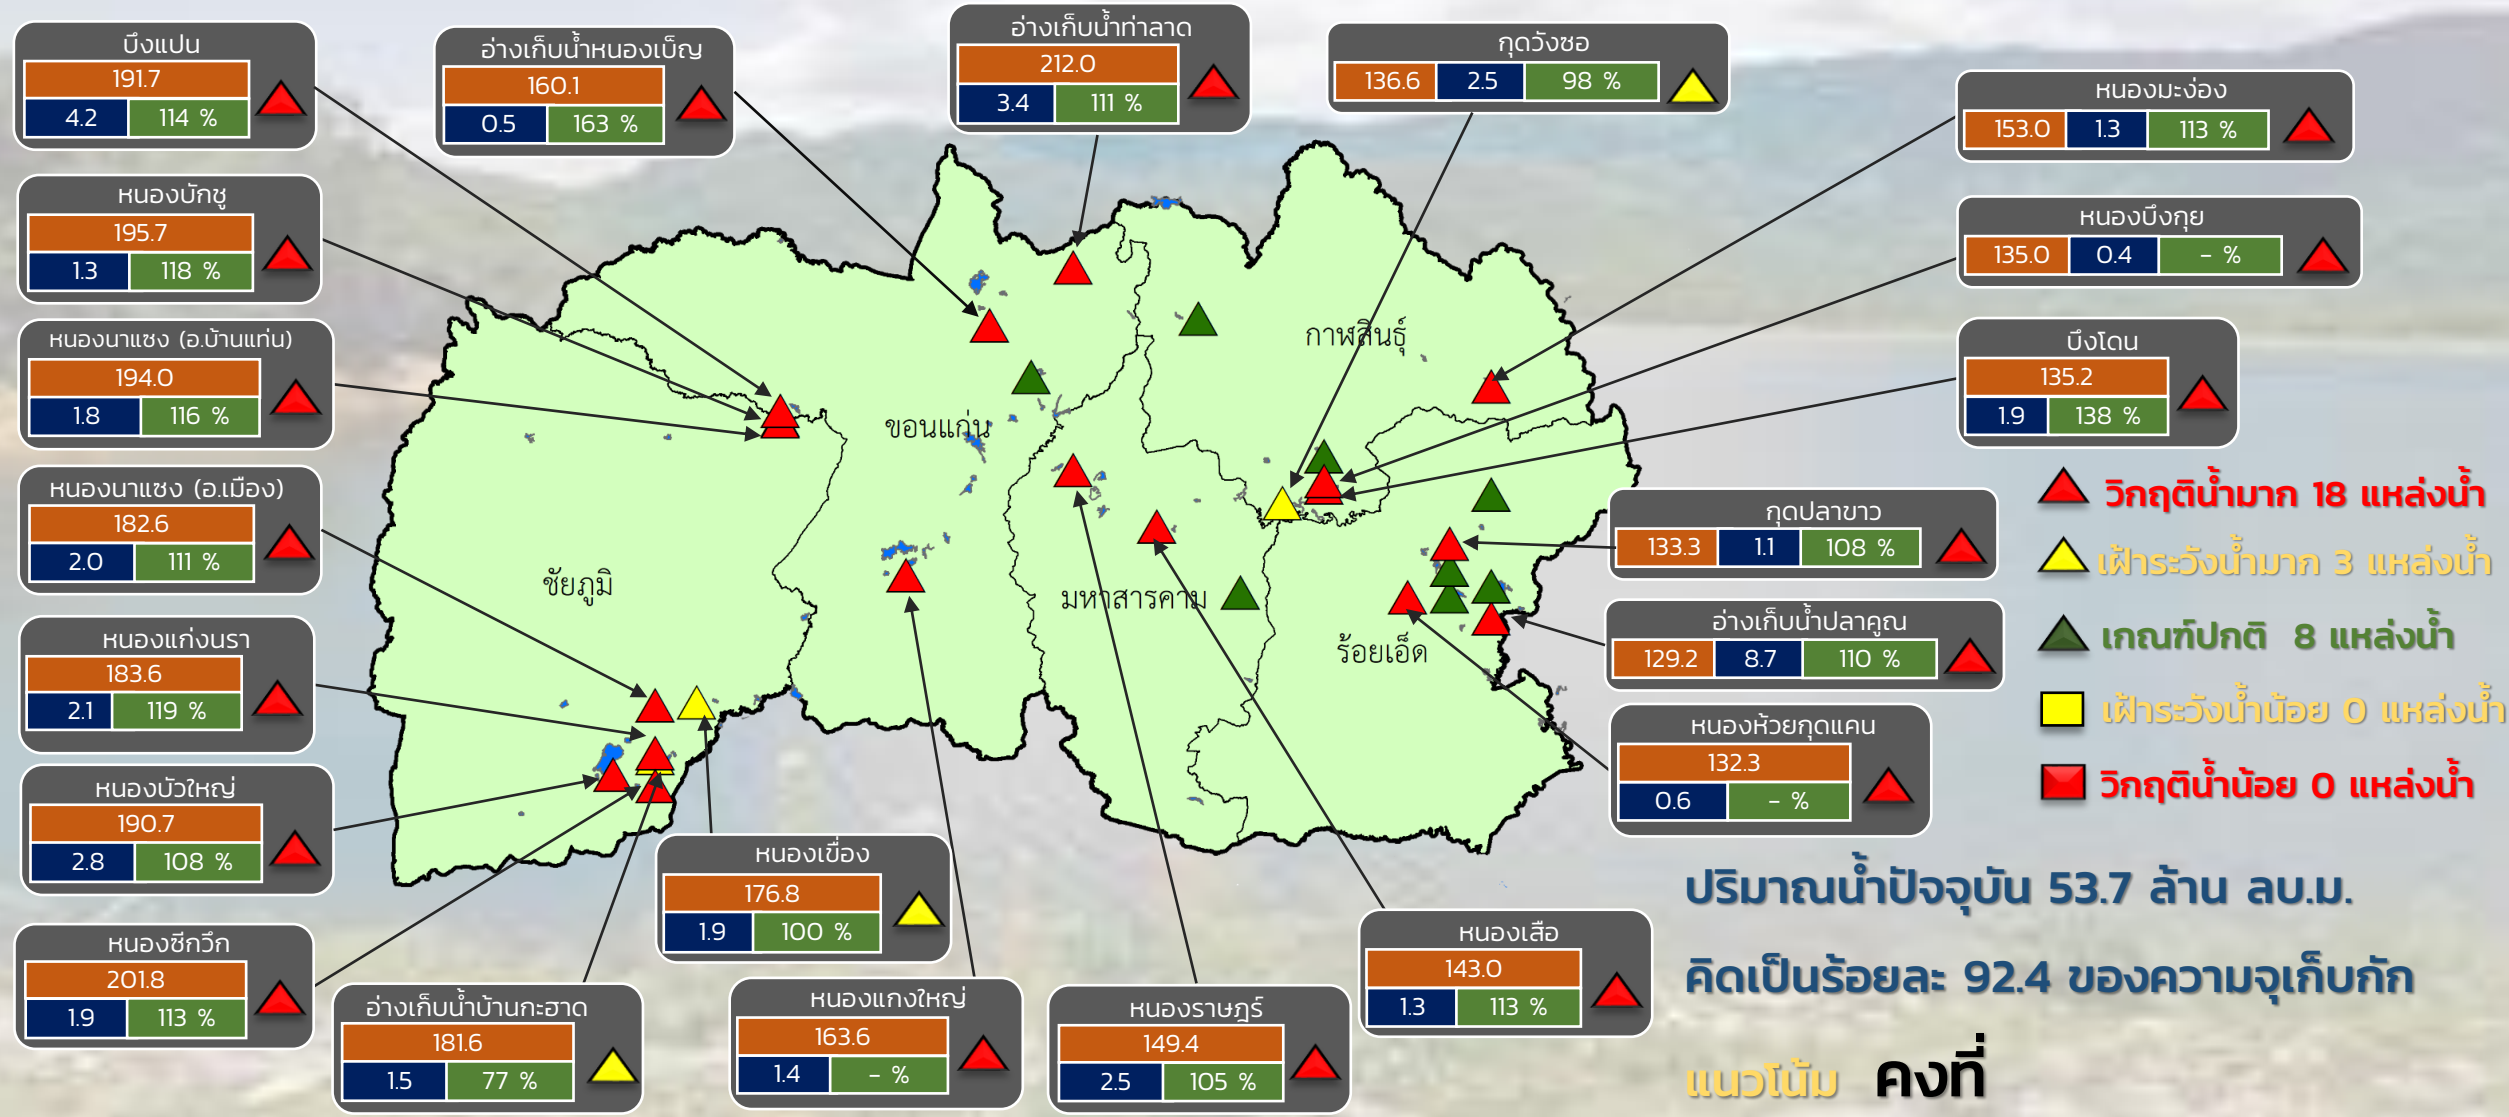 บึงแปน
191.7
4.2 114 %
อ่างเก็บน้ำหนองเบ็ญ
160.1
0.5 163 %
อ่างเก็บน้ำท่าลาด
212.0
3.4 111 %
กุดวังซอ
136.6 2.5 98 %
หนองมะง่อง
153.0 1.3 113 %
หนองบักชู
195.7
1.3 118 %
หนองบึงกุย
135.0 0.4 - %
หนองนาแซง (อ.บ้านแท่น)
194.0
1.8 116 %
บึงโดน
135.2
1.9 138 %
กาฬสินธุ์
ขอนแก่น
ชัยภูมิ
มหาสารคาม
ร้อยเอ็ด
หนองนาแซง (อ.เมือง)
182.6
2.0 111 %
กุดปลาขาว
133.3 1.1 108 %
หนองแก่งนรา
183.6
2.1 119 %
อ่างเก็บน้ำปลาคูณ
129.2 8.7 110 %
หนองห้วยกุดแคน
132.3
0.6 - %
หนองบัวใหญ่
190.7
2.8 108 %
หนองเขื่อง
176.8
1.9 100 %
หนองซีกวึก
201.8
1.9 113 %
อ่างเก็บน้ำบ้านกะฮาด
181.6
1.5 77 %
หนองแกงใหญ่
163.6
1.4 - %
หนองราษฎร์
149.4
2.5 105 %
หนองเสือ
143.0
1.3 113 %
วิกฤติน้ำมาก 18 แหล่งน้ำ
เฝ้าระวังน้ำมาก 3 แหล่งน้ำ
เกณฑ์ปกติ 8 แหล่งน้ำ
เฝ้าระวังน้ำน้อย 0 แหล่งน้ำ
วิกฤติน้ำน้อย 0 แหล่งน้ำ
ปริมาณน้ำปัจจุบัน 53.7 ล้าน ลบ.ม.
คิดเป็นร้อยละ 92.4 ของความจุเก็บกัก
แนวโน้ม คงที่